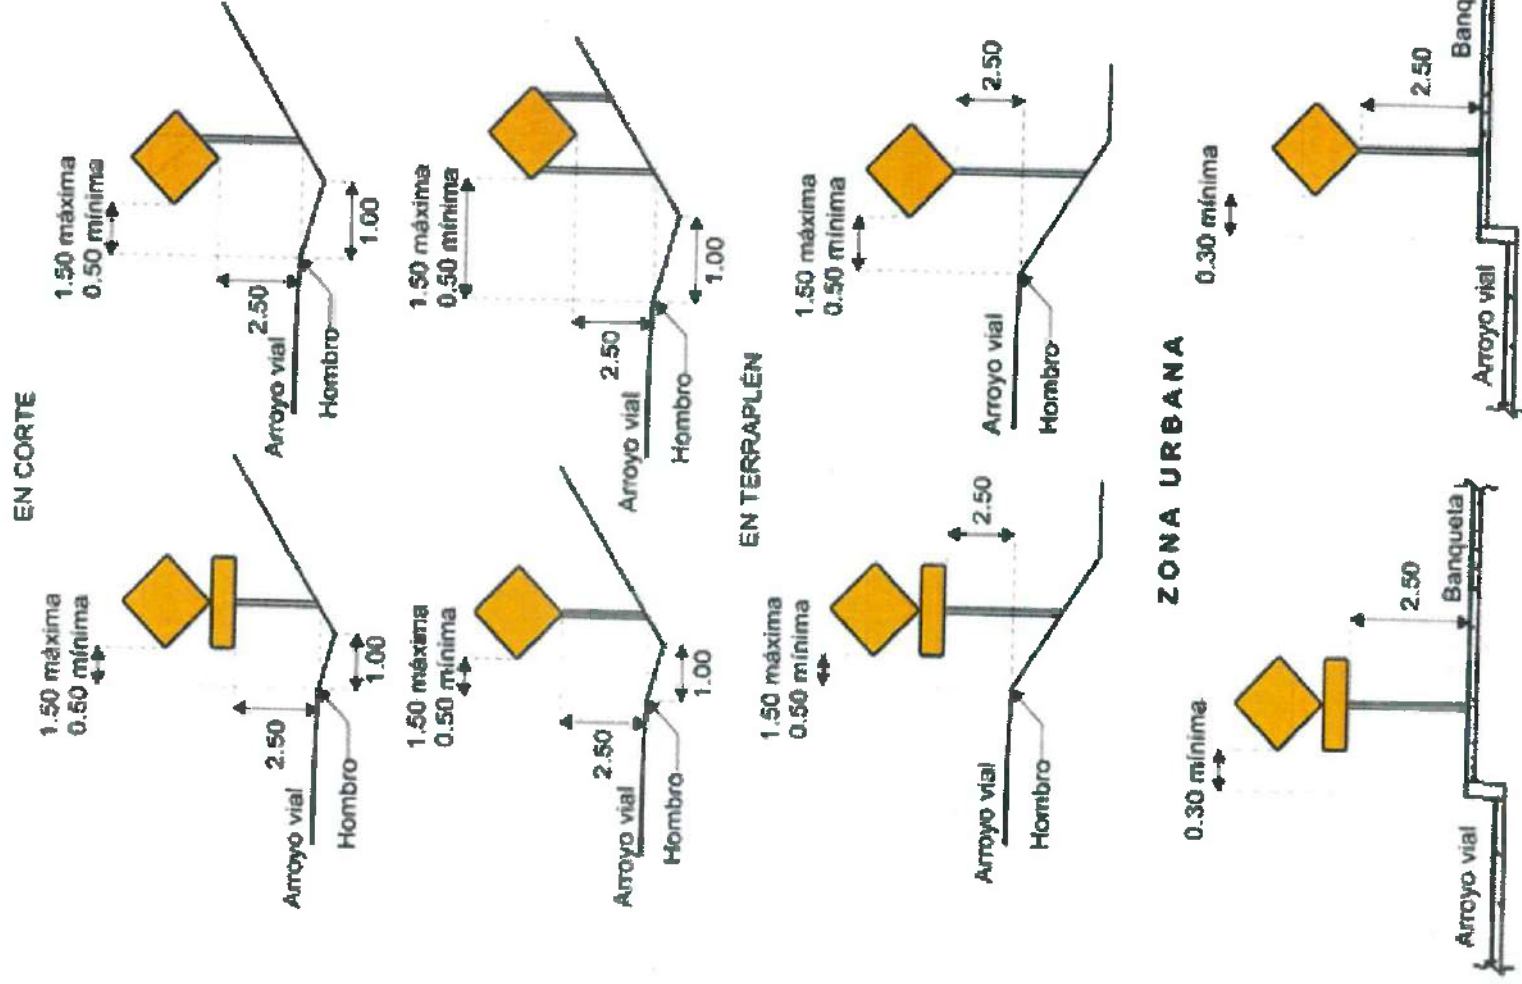 EN CORTE
1.50 máxima
0.50 mínima
2.50
1.00
Arroyo vial
Hombro
1.50 máxima
0.50 mínima
2.50
1.00
Arroyo vial
Hombro
1.50 máxima
0.50 mínima
2.50
1.00
Arroyo vial
Hombro
1.50 máxima
0.50 mínima
2.50
1.00
Arroyo vial
Hombro
EN TERRAPLÉN
1.50 máxima
0.50 mínima
2.50
Arroyo vial
Hombro
1.50 máxima
0.50 mínima
2.50
Arroyo vial
Hombro
ZONA URBANA
0.30 mínima
2.50
Banqueta
Arroyo vial
0.30 mínima
2.50
Banq
Arroyo vial